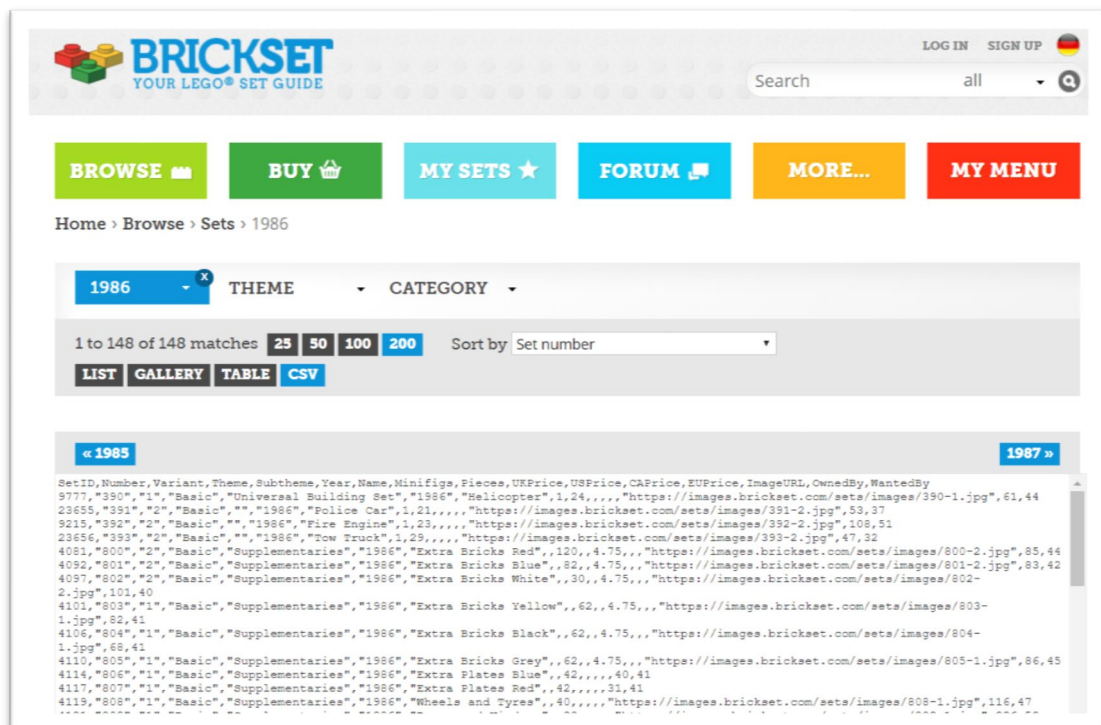 BRICKSET
YOUR LEGO® SET GUIDE
LOG IN SIGN UP
Search all
BROWSE BUY MY SETS FORUM MORE... MY MENU
Home › Browse › Sets › 1986
1986 x THEME CATEGORY
1 to 148 of 148 matches 25 50 100 200 Sort by Set number
LIST GALLERY TABLE CSV
« 1985 1987 »
SetID,Number,Variant,Theme,Subtheme,Year,Name,Minifigs,Pieces,UKPrice,USPrice,CAPrice,EUPrice,ImageURL,OwnedBy,WantedBy
9777,"390","1","Basic","Universal Building Set","1986","Helicopter",1,24,,,,,"https://images.brickset.com/sets/images/390-1.jpg",61,44
23655,"391","2","Basic","","1986","Police Car",1,21,,,,,"https://images.brickset.com/sets/images/391-2.jpg",53,37
9215,"392","2","Basic","","1986","Fire Engine",1,23,,,,,"https://images.brickset.com/sets/images/392-2.jpg",108,51
23656,"393","2","Basic","","1986","Tow Truck",1,29,,,,,"https://images.brickset.com/sets/images/393-2.jpg",47,32
4081,"800","2","Basic","Supplementaries","1986","Extra Bricks Red",,120,,4.75,,,"https://images.brickset.com/sets/images/800-2.jpg",85,44
4092,"801","2","Basic","Supplementaries","1986","Extra Bricks Blue",,82,,4.75,,,"https://images.brickset.com/sets/images/801-2.jpg",83,42
4097,"802","2","Basic","Supplementaries","1986","Extra Bricks White",,30,,4.75,,,"https://images.brickset.com/sets/images/802-
2.jpg",101,40
4101,"803","1","Basic","Supplementaries","1986","Extra Bricks Yellow",,62,,4.75,,,"https://images.brickset.com/sets/images/803-
1.jpg",82,41
4106,"804","1","Basic","Supplementaries","1986","Extra Bricks Black",,62,,4.75,,,"https://images.brickset.com/sets/images/804-
1.jpg",68,41
4110,"805","1","Basic","Supplementaries","1986","Extra Bricks Grey",,62,,4.75,,,"https://images.brickset.com/sets/images/805-1.jpg",86,45
4114,"806","1","Basic","Supplementaries","1986","Extra Plates Blue",,42,,,,,40,41
4117,"807","1","Basic","Supplementaries","1986","Extra Plates Red",,42,,,,,31,41
4119,"808","1","Basic","Supplementaries","1986","Wheels and Tyres",,40,,,,,"https://images.brickset.com/sets/images/808-1.jpg",116,47